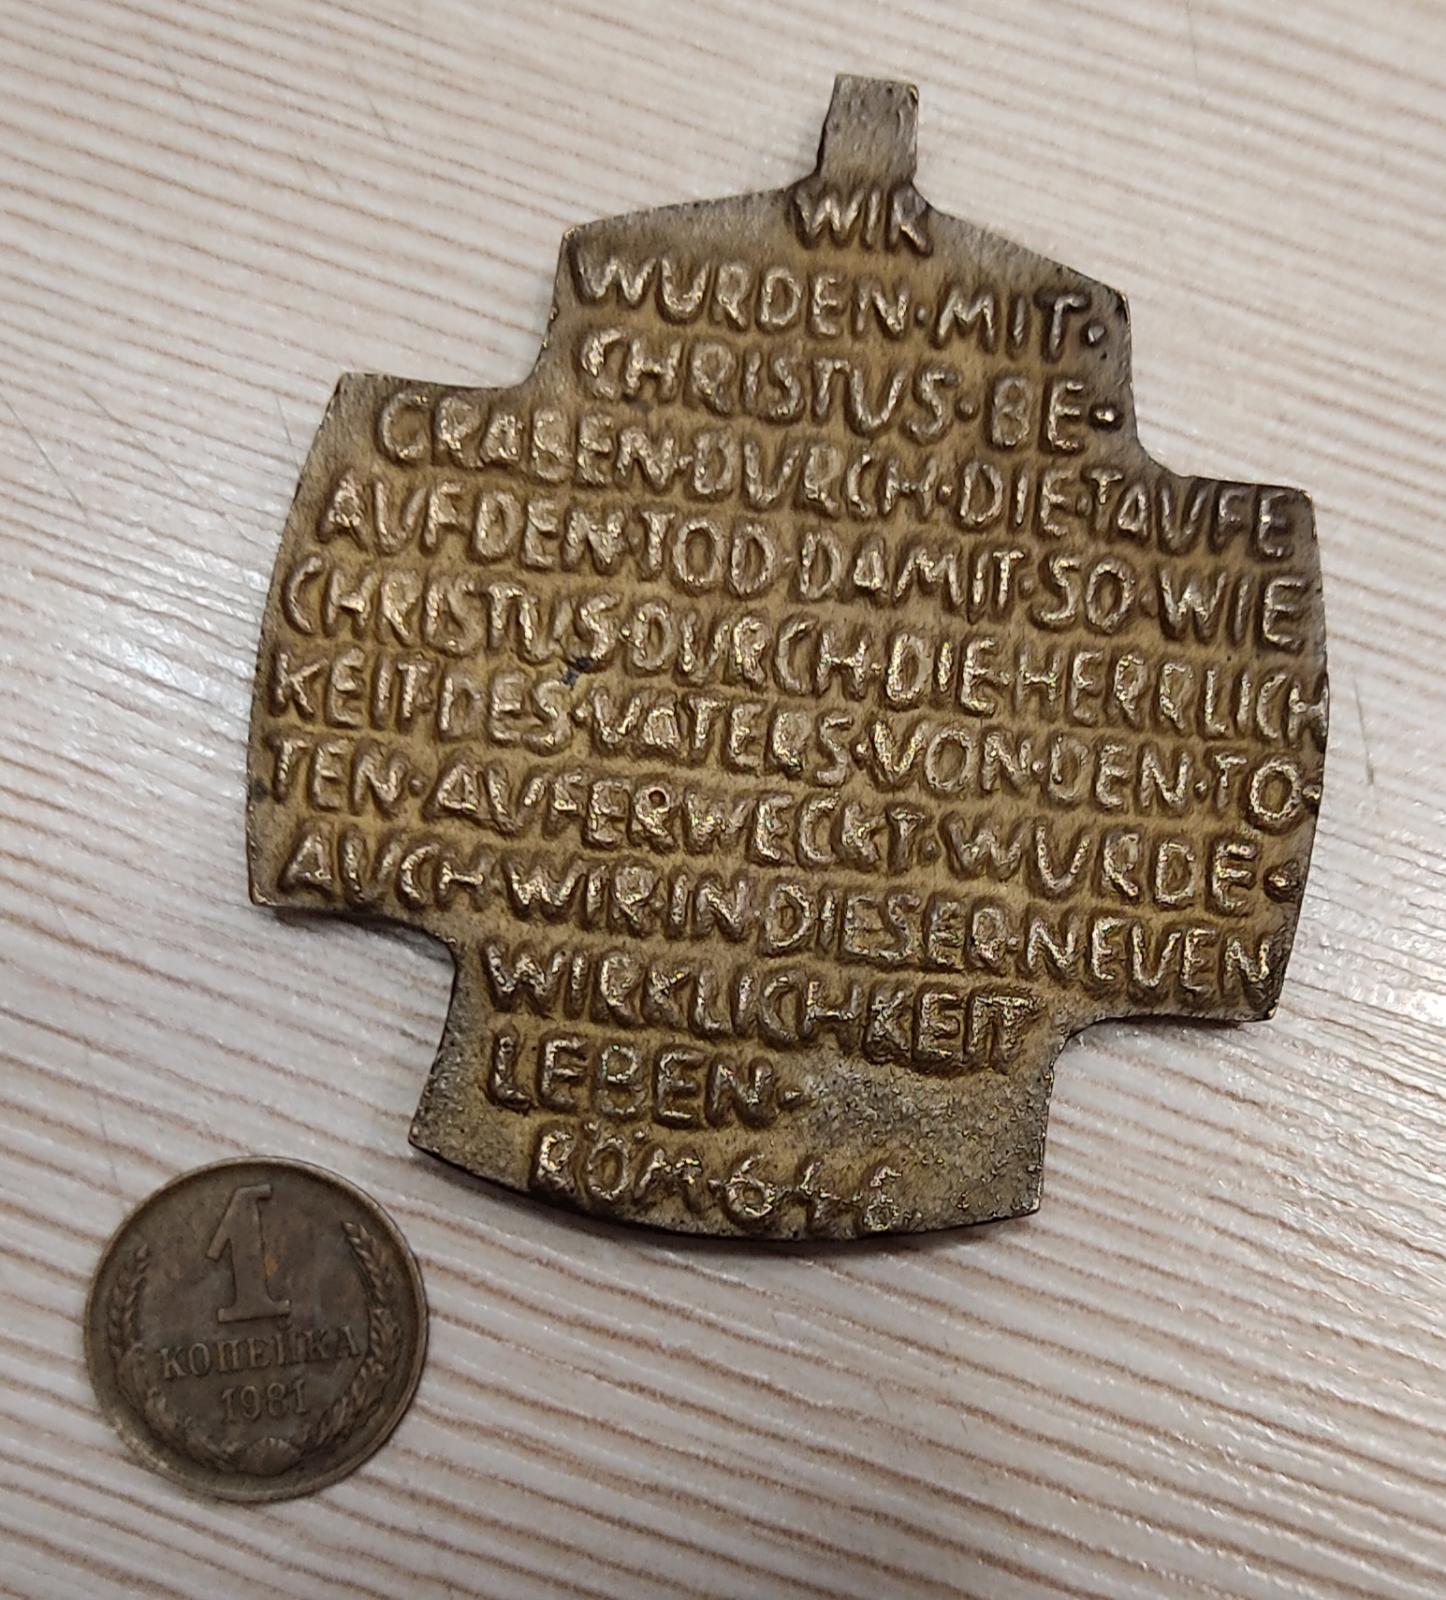 WIR
WURDEN·MIT·
CHRISTUS·BE·
GRABEN·DURCH·DIE·TAUFE
AUF·DEN·TOD·DAMIT·SO·WIE
CHRISTUS·DURCH·DIE·HERRLICH
KEIT·DES·VATERS·VON·DEN·TO·
TEN·AUFERWECKT·WURDE·
AUCH·WIR·IN·DIESER·NEUEN
WIRKLICHKEIT
LEBEN·
RÖM 6 4
1
КОПЕЙКА
1981